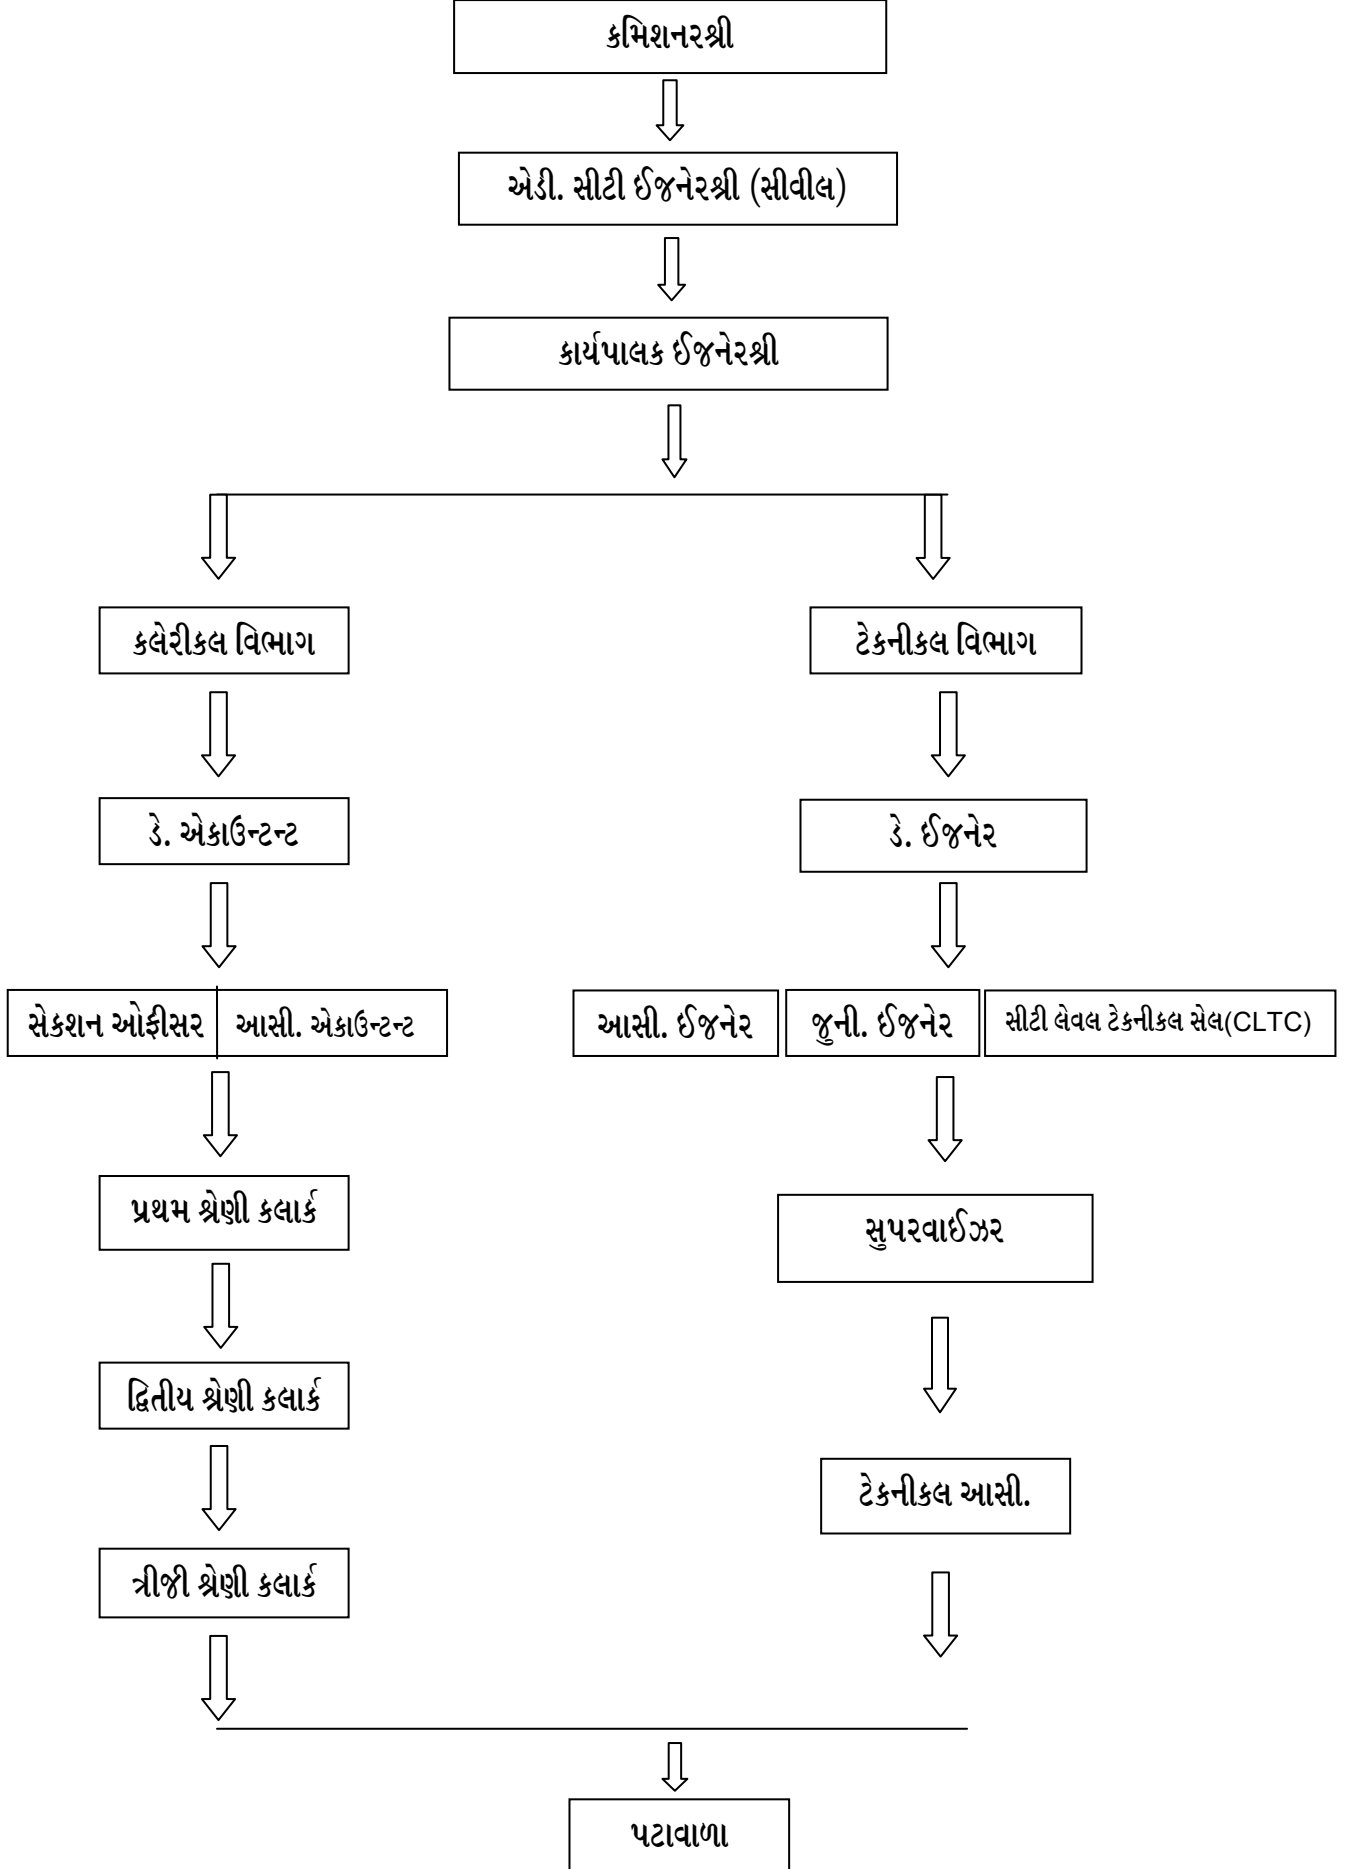 કમિશનરશ્રી
એડી. સીટી ઈજનેરશ્રી (સીવીલ)
કાર્યપાલક ઈજનેરશ્રી
કલેરીકલ વિભાગ
ટેકનીકલ વિભાગ
ડે. એકાઉન્ટન્ટ
ડે. ઈજનેર
સેકશન ઓફીસર
આસી. એકાઉન્ટન્ટ
આસી. ઈજનેર
જુની. ઈજનેર
સીટી લેવલ ટેકનીકલ સેલ(CLTC)
પ્રથમ શ્રેણી કલાર્ક
સુપરવાઈઝર
દ્વિતીય શ્રેણી કલાર્ક
ટેકનીકલ આસી.
ત્રીજી શ્રેણી કલાર્ક
પટાવાળા